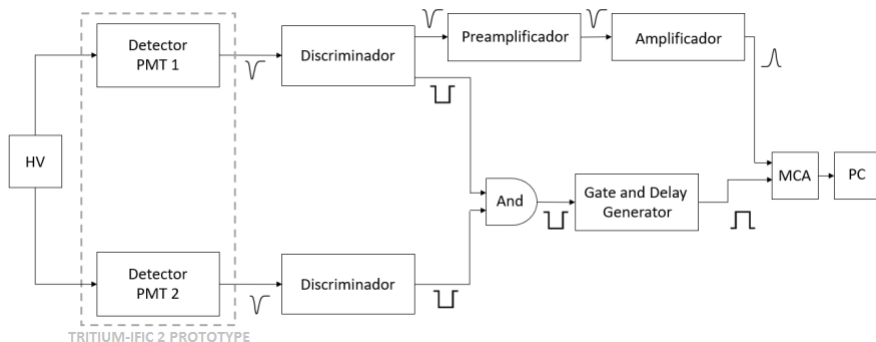 Detector
PMT 1
Discriminador
Preamplificador
Amplificador
HV
And
Gate and Delay
Generator
MCA
PC
Detector
PMT 2
Discriminador
TRITIUM-IFIC 2 PROTOTYPE